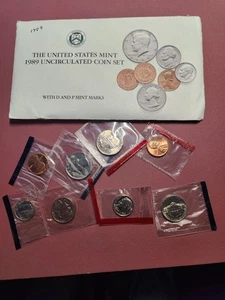 1989
THE UNITED STATES MINT
1989 UNCIRCULATED COIN SET
WITH D AND P MINT MARKS